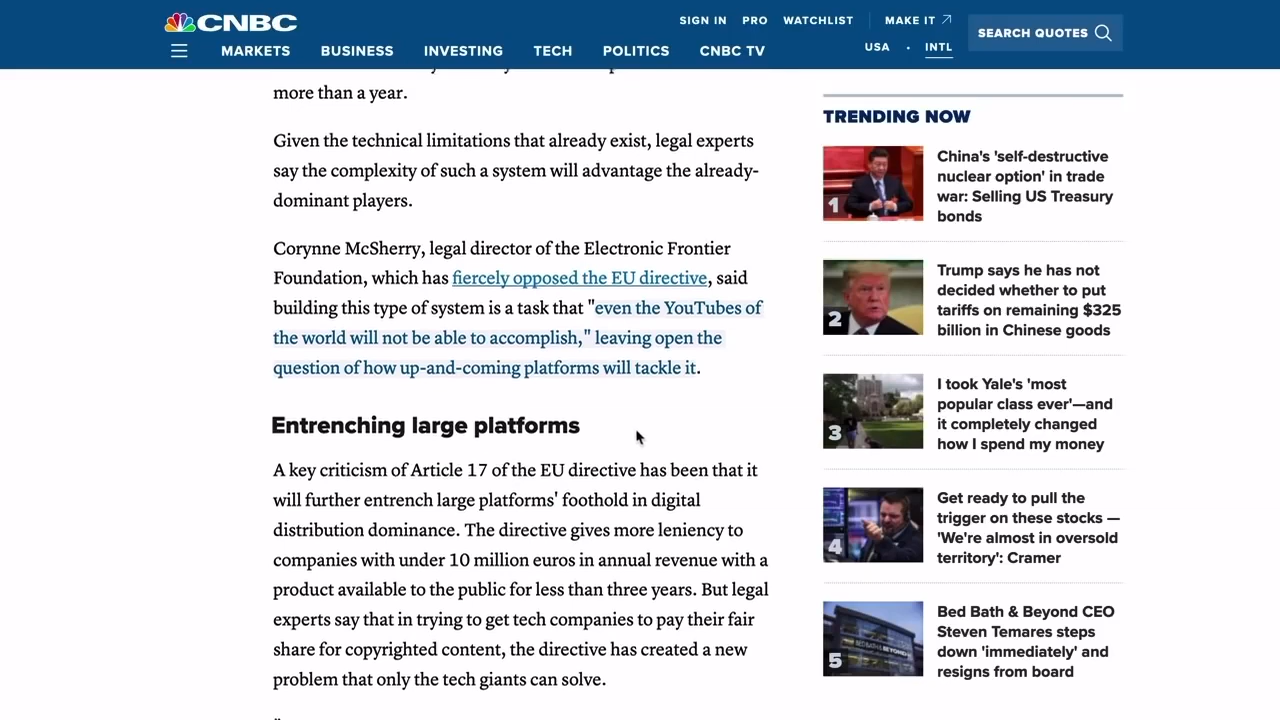 CNBC
SIGN IN PRO WATCHLIST MAKE IT
MARKETS BUSINESS INVESTING TECH POLITICS CNBC TV
USA · INTL
SEARCH QUOTES
more than a year.
Given the technical limitations that already exist, legal experts
say the complexity of such a system will advantage the already-
dominant players.
Corynne McSherry, legal director of the Electronic Frontier
Foundation, which has fiercely opposed the EU directive, said
building this type of system is a task that "even the YouTubes of
the world will not be able to accomplish," leaving open the
question of how up-and-coming platforms will tackle it.
Entrenching large platforms
A key criticism of Article 17 of the EU directive has been that it
will further entrench large platforms' foothold in digital
distribution dominance. The directive gives more leniency to
companies with under 10 million euros in annual revenue with a
product available to the public for less than three years. But legal
experts say that in trying to get tech companies to pay their fair
share for copyrighted content, the directive has created a new
problem that only the tech giants can solve.
TRENDING NOW
1
China's 'self-destructive
nuclear option' in trade
war: Selling US Treasury
bonds
2
Trump says he has not
decided whether to put
tariffs on remaining $325
billion in Chinese goods
3
I took Yale's 'most
popular class ever'—and
it completely changed
how I spend my money
4
Get ready to pull the
trigger on these stocks —
'We're almost in oversold
territory': Cramer
BED BATH & BEYOND
5
Bed Bath & Beyond CEO
Steven Temares steps
down 'immediately' and
resigns from board